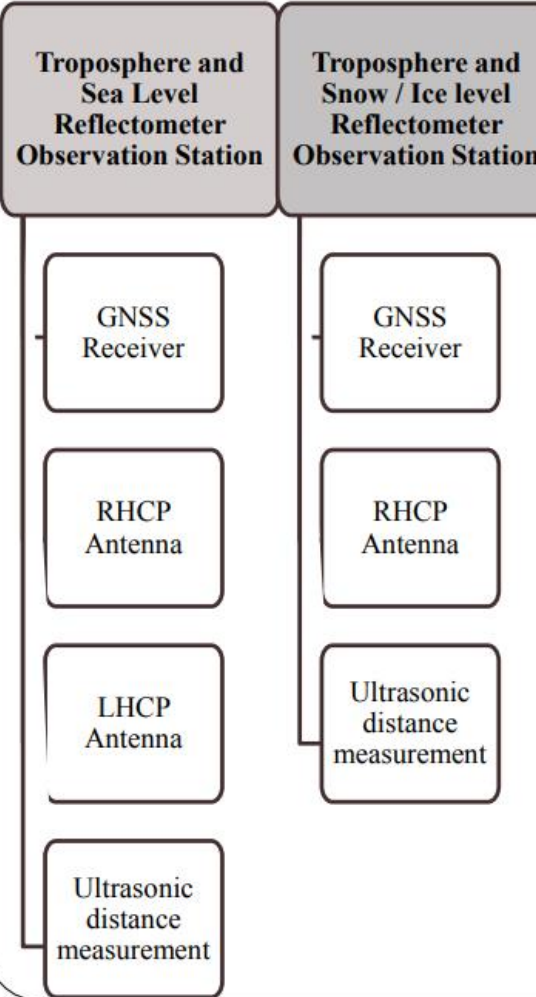 Troposphere and
Sea Level
Reflectometer
Observation Station
Troposphere and
Snow / Ice level
Reflectometer
Observation Station
GNSS
Receiver
RHCP
Antenna
LHCP
Antenna
Ultrasonic
distance
measurement
GNSS
Receiver
RHCP
Antenna
Ultrasonic
distance
measurement